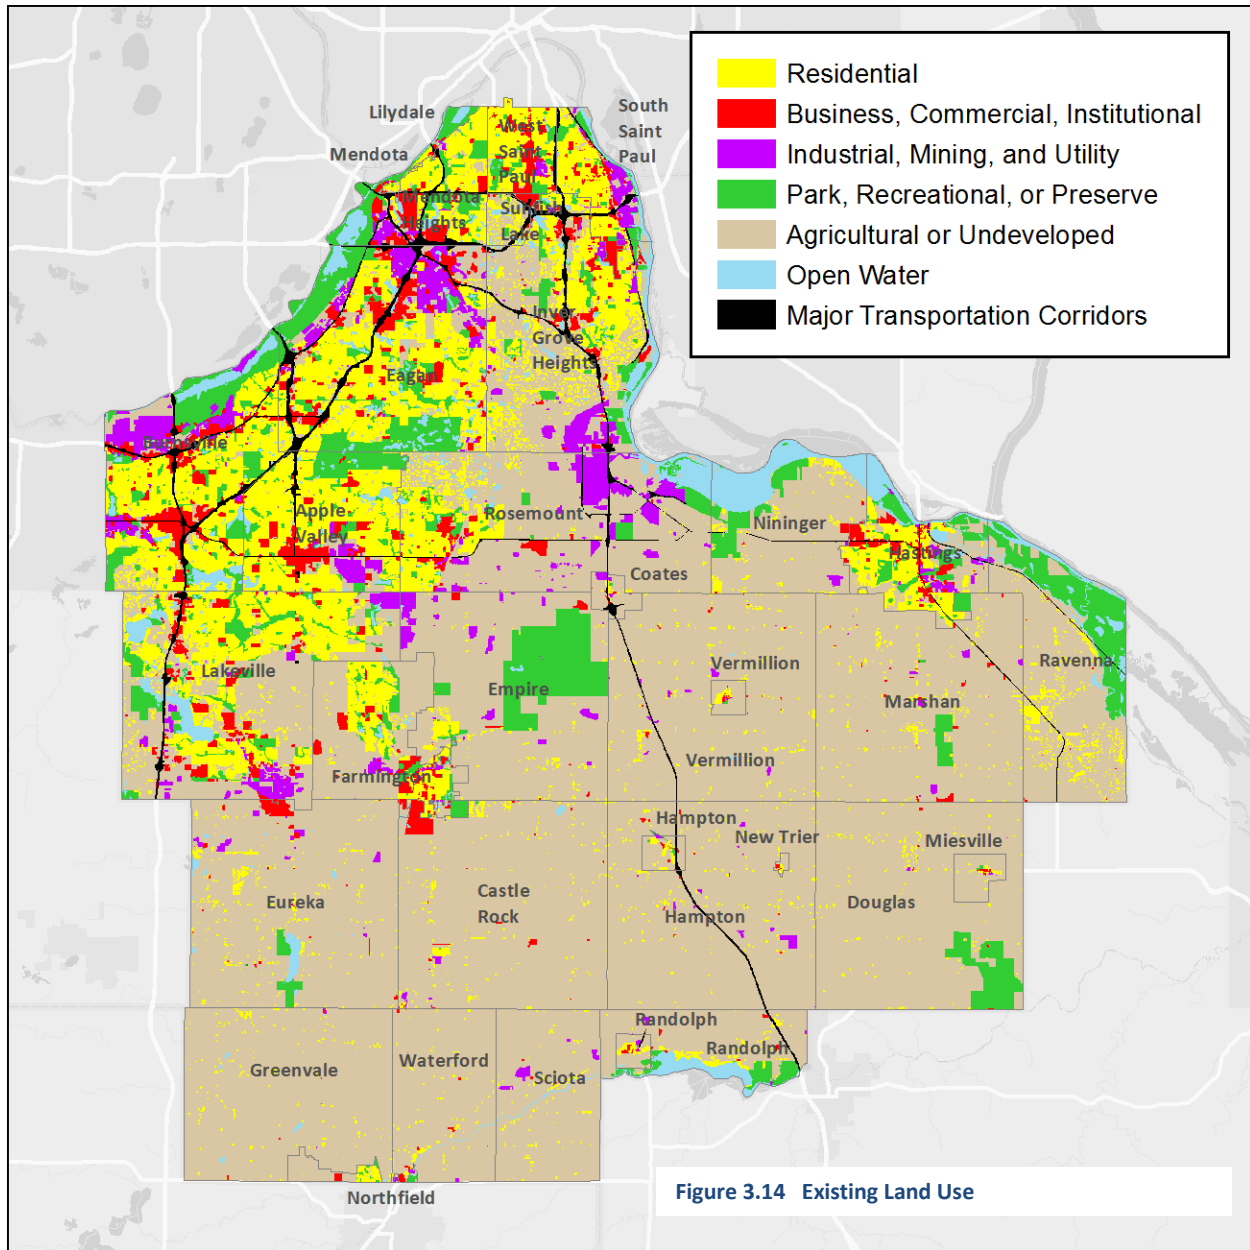 Residential
Business, Commercial, Institutional
Industrial, Mining, and Utility
Park, Recreational, or Preserve
Agricultural or Undeveloped
Open Water
Major Transportation Corridors
Lilydale
South
Saint
Paul
West
Saint
Paul
Mendota
Mendota
Heights
Sunfish
Lake
Inver
Grove
Heights
Eagan
Burnsville
Apple
Valley
Rosemount
Nininger
Hastings
Coates
Lakeville
Empire
Vermillion
Ravenna
Marshan
Vermillion
Farmington
Hampton
New Trier
Miesville
Eureka
Castle
Rock
Hampton
Douglas
Randolph
Randolph
Greenvale
Waterford
Sciota
Northfield
Figure 3.14 Existing Land Use